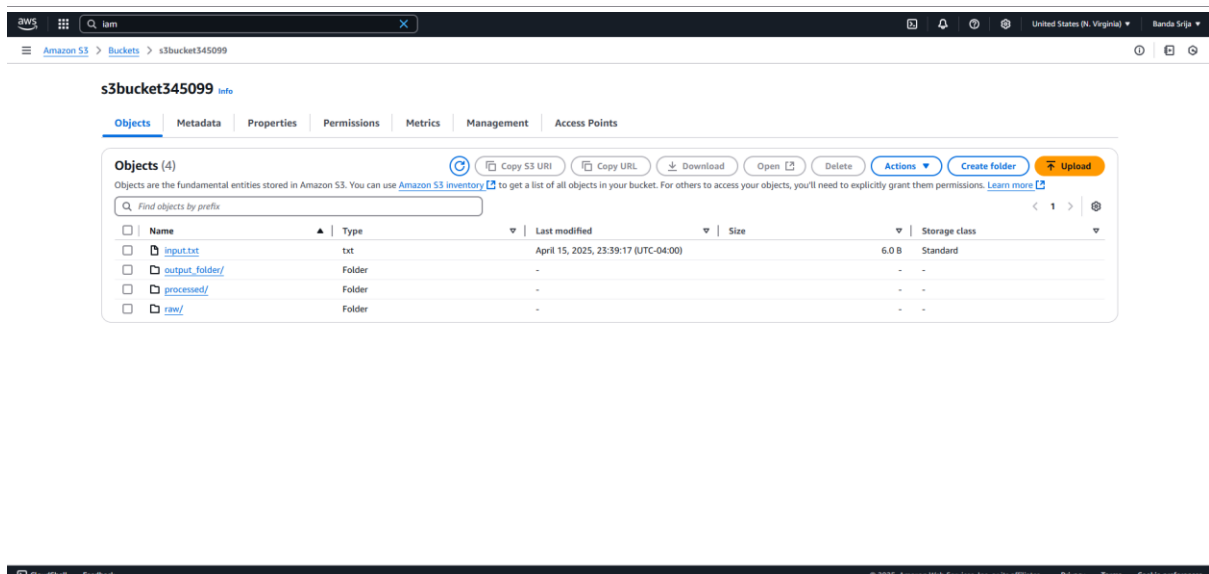 aws iam United States (N. Virginia) Banda Srija
Amazon S3 > Buckets > s3bucket345099
s3bucket345099 Info
Objects Metadata Properties Permissions Metrics Management Access Points
Objects (4) Copy S3 URI Copy URL Download Open Delete Actions Create folder Upload
Objects are the fundamental entities stored in Amazon S3. You can use Amazon S3 inventory to get a list of all objects in your bucket. For others to access your objects, you'll need to explicitly grant them permissions. Learn more
Find objects by prefix < 1 >
Name Type Last modified Size Storage class
input.txt txt April 15, 2025, 23:39:17 (UTC-04:00) 6.0 B Standard
output_folder/ Folder - - -
processed/ Folder - - -
raw/ Folder - - -